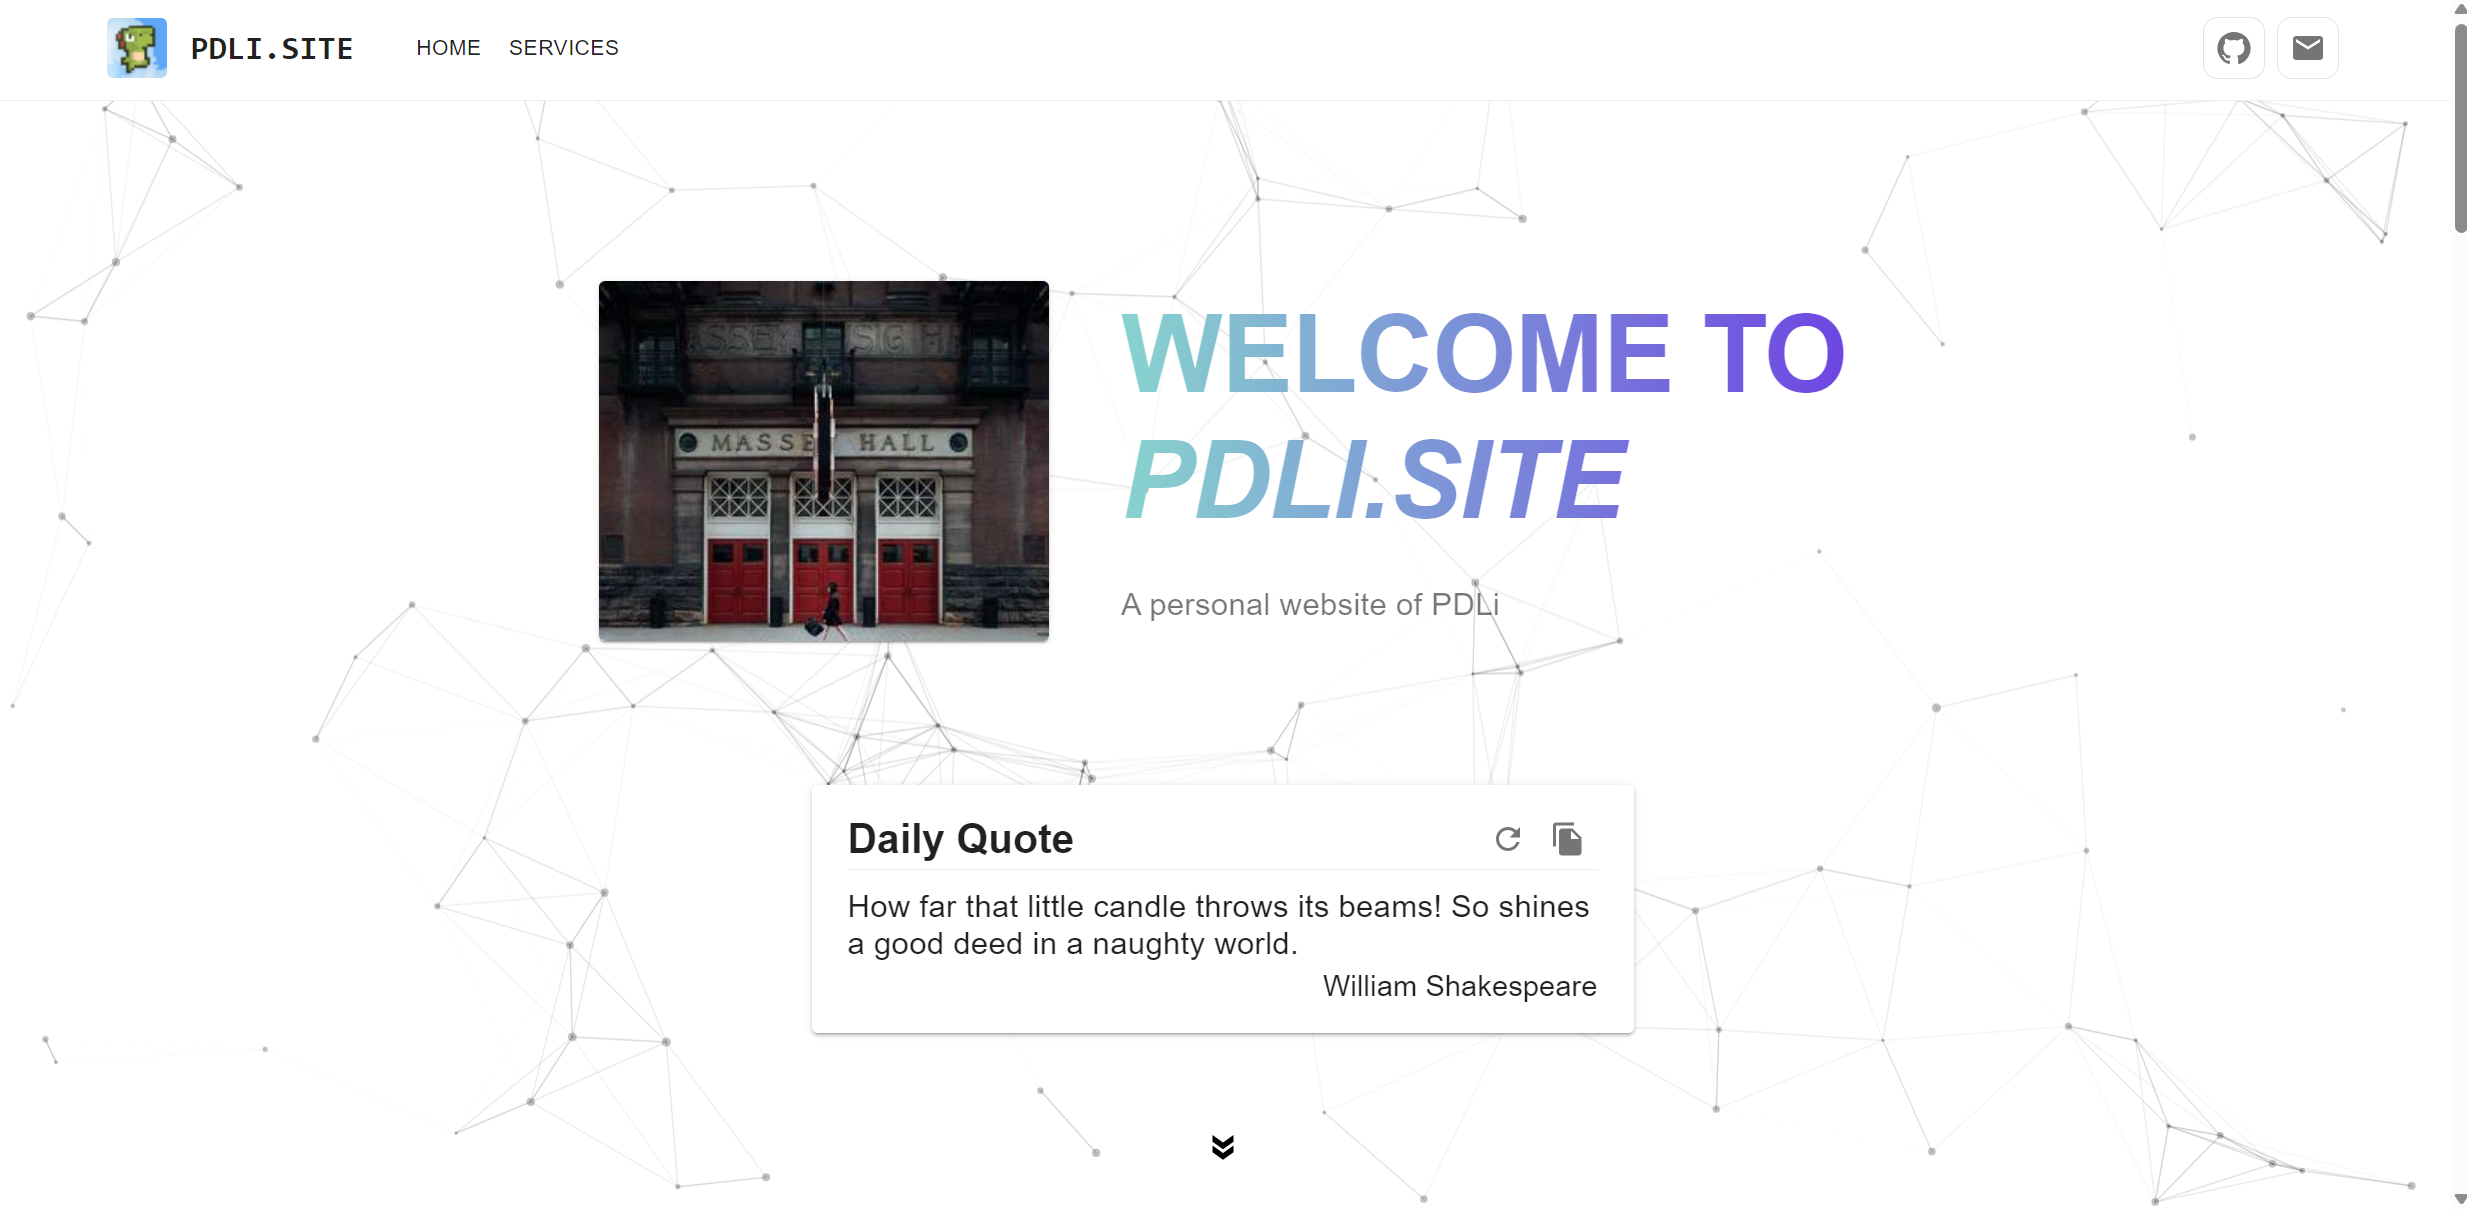 PDLI.SITE
HOME
SERVICES
WELCOME TO
PDLI.SITE
MASSE HALL
A personal website of PDLi
Daily Quote
How far that little candle throws its beams! So shines
a good deed in a naughty world.
William Shakespeare